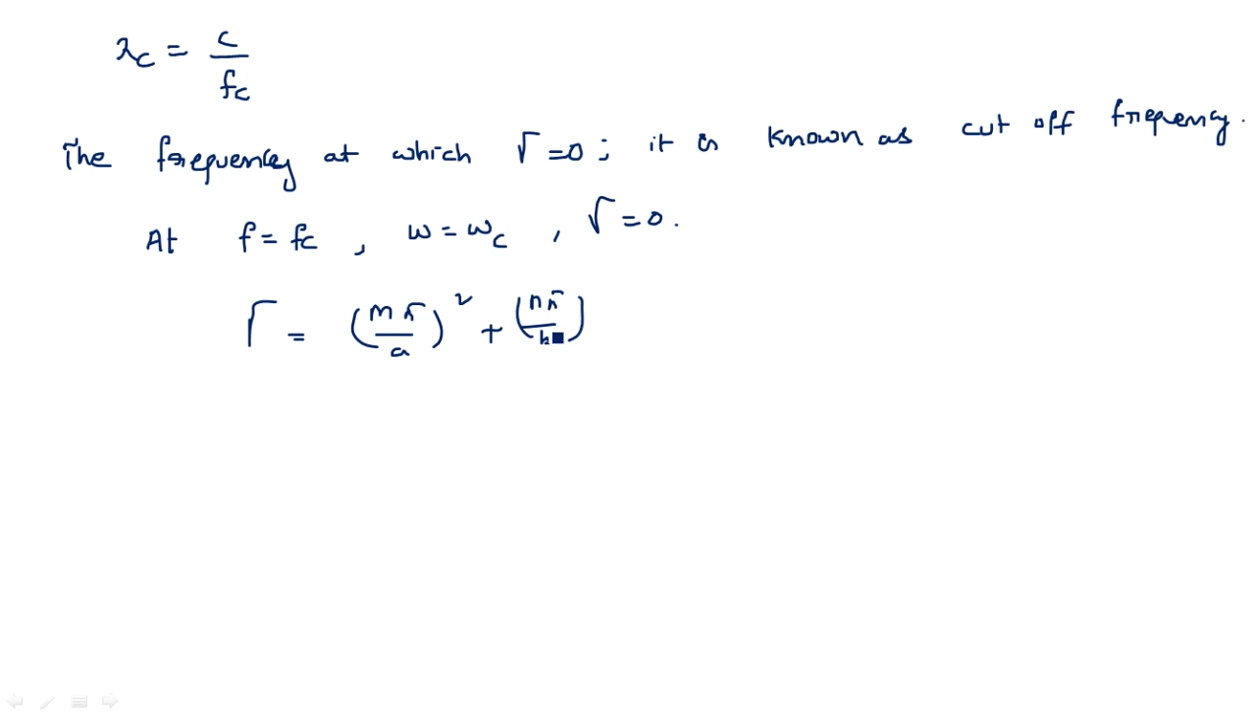 λc = c / fc
The frequency at which Γ = 0 ; it is known as cut off frequency.
At f = fc , ω = ωc , Γ = 0 .
Γ = (mπ/a)² + (nπ/b)